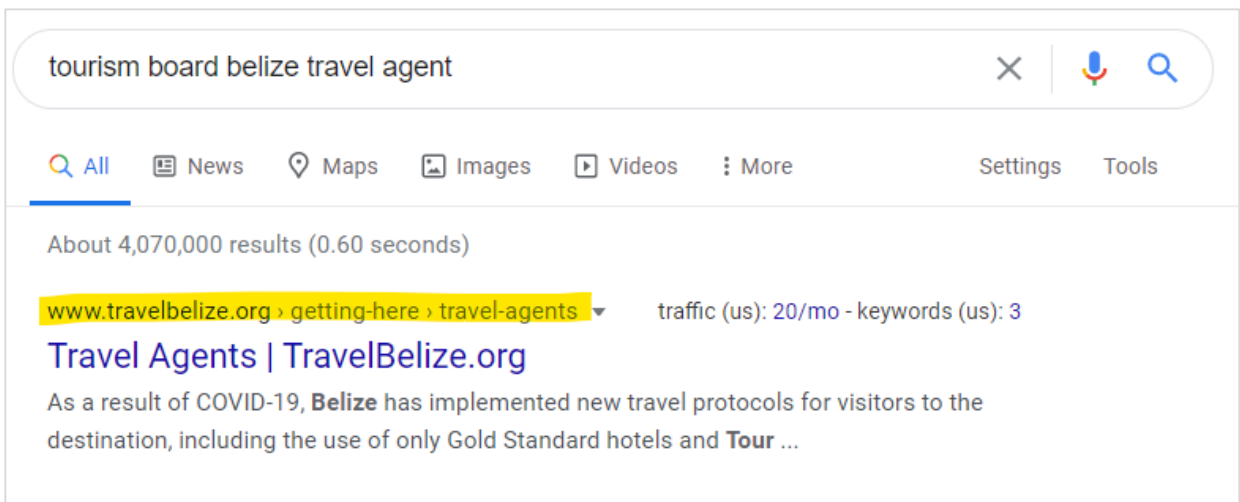 tourism board belize travel agent
All News Maps Images Videos More Settings Tools
About 4,070,000 results (0.60 seconds)
www.travelbelize.org › getting-here › travel-agents traffic (us): 20/mo - keywords (us): 3
Travel Agents | TravelBelize.org
As a result of COVID-19, Belize has implemented new travel protocols for visitors to the
destination, including the use of only Gold Standard hotels and Tour ...